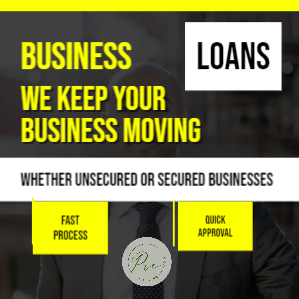 BUSINESS LOANS
WE KEEP YOUR
BUSINESS MOVING
WHETHER UNSECURED OR SECURED BUSINESSES
FAST
PROCESS
QUICK
APPROVAL